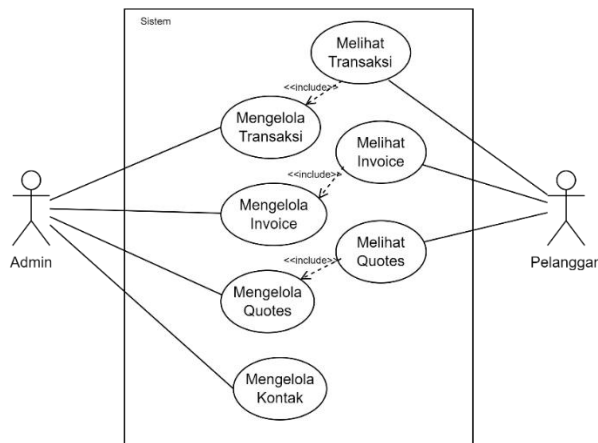 Sistem
Melihat
Transaksi
<<include>>
Mengelola
Transaksi
Melihat
Invoice
<<include>>
Mengelola
Invoice
Melihat
Quotes
<<include>>
Mengelola
Quotes
Mengelola
Kontak
Admin
Pelanggan